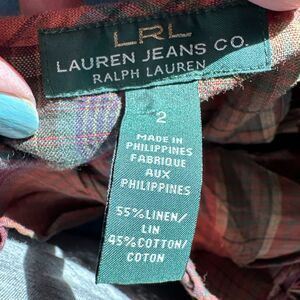 LRL
LAUREN JEANS CO.
RALPH LAUREN
2
MADE IN
PHILIPPINES
FABRIQUE
AUX
PHILIPPINES
55%LINEN/
LIN
45%COTTON/
COTON